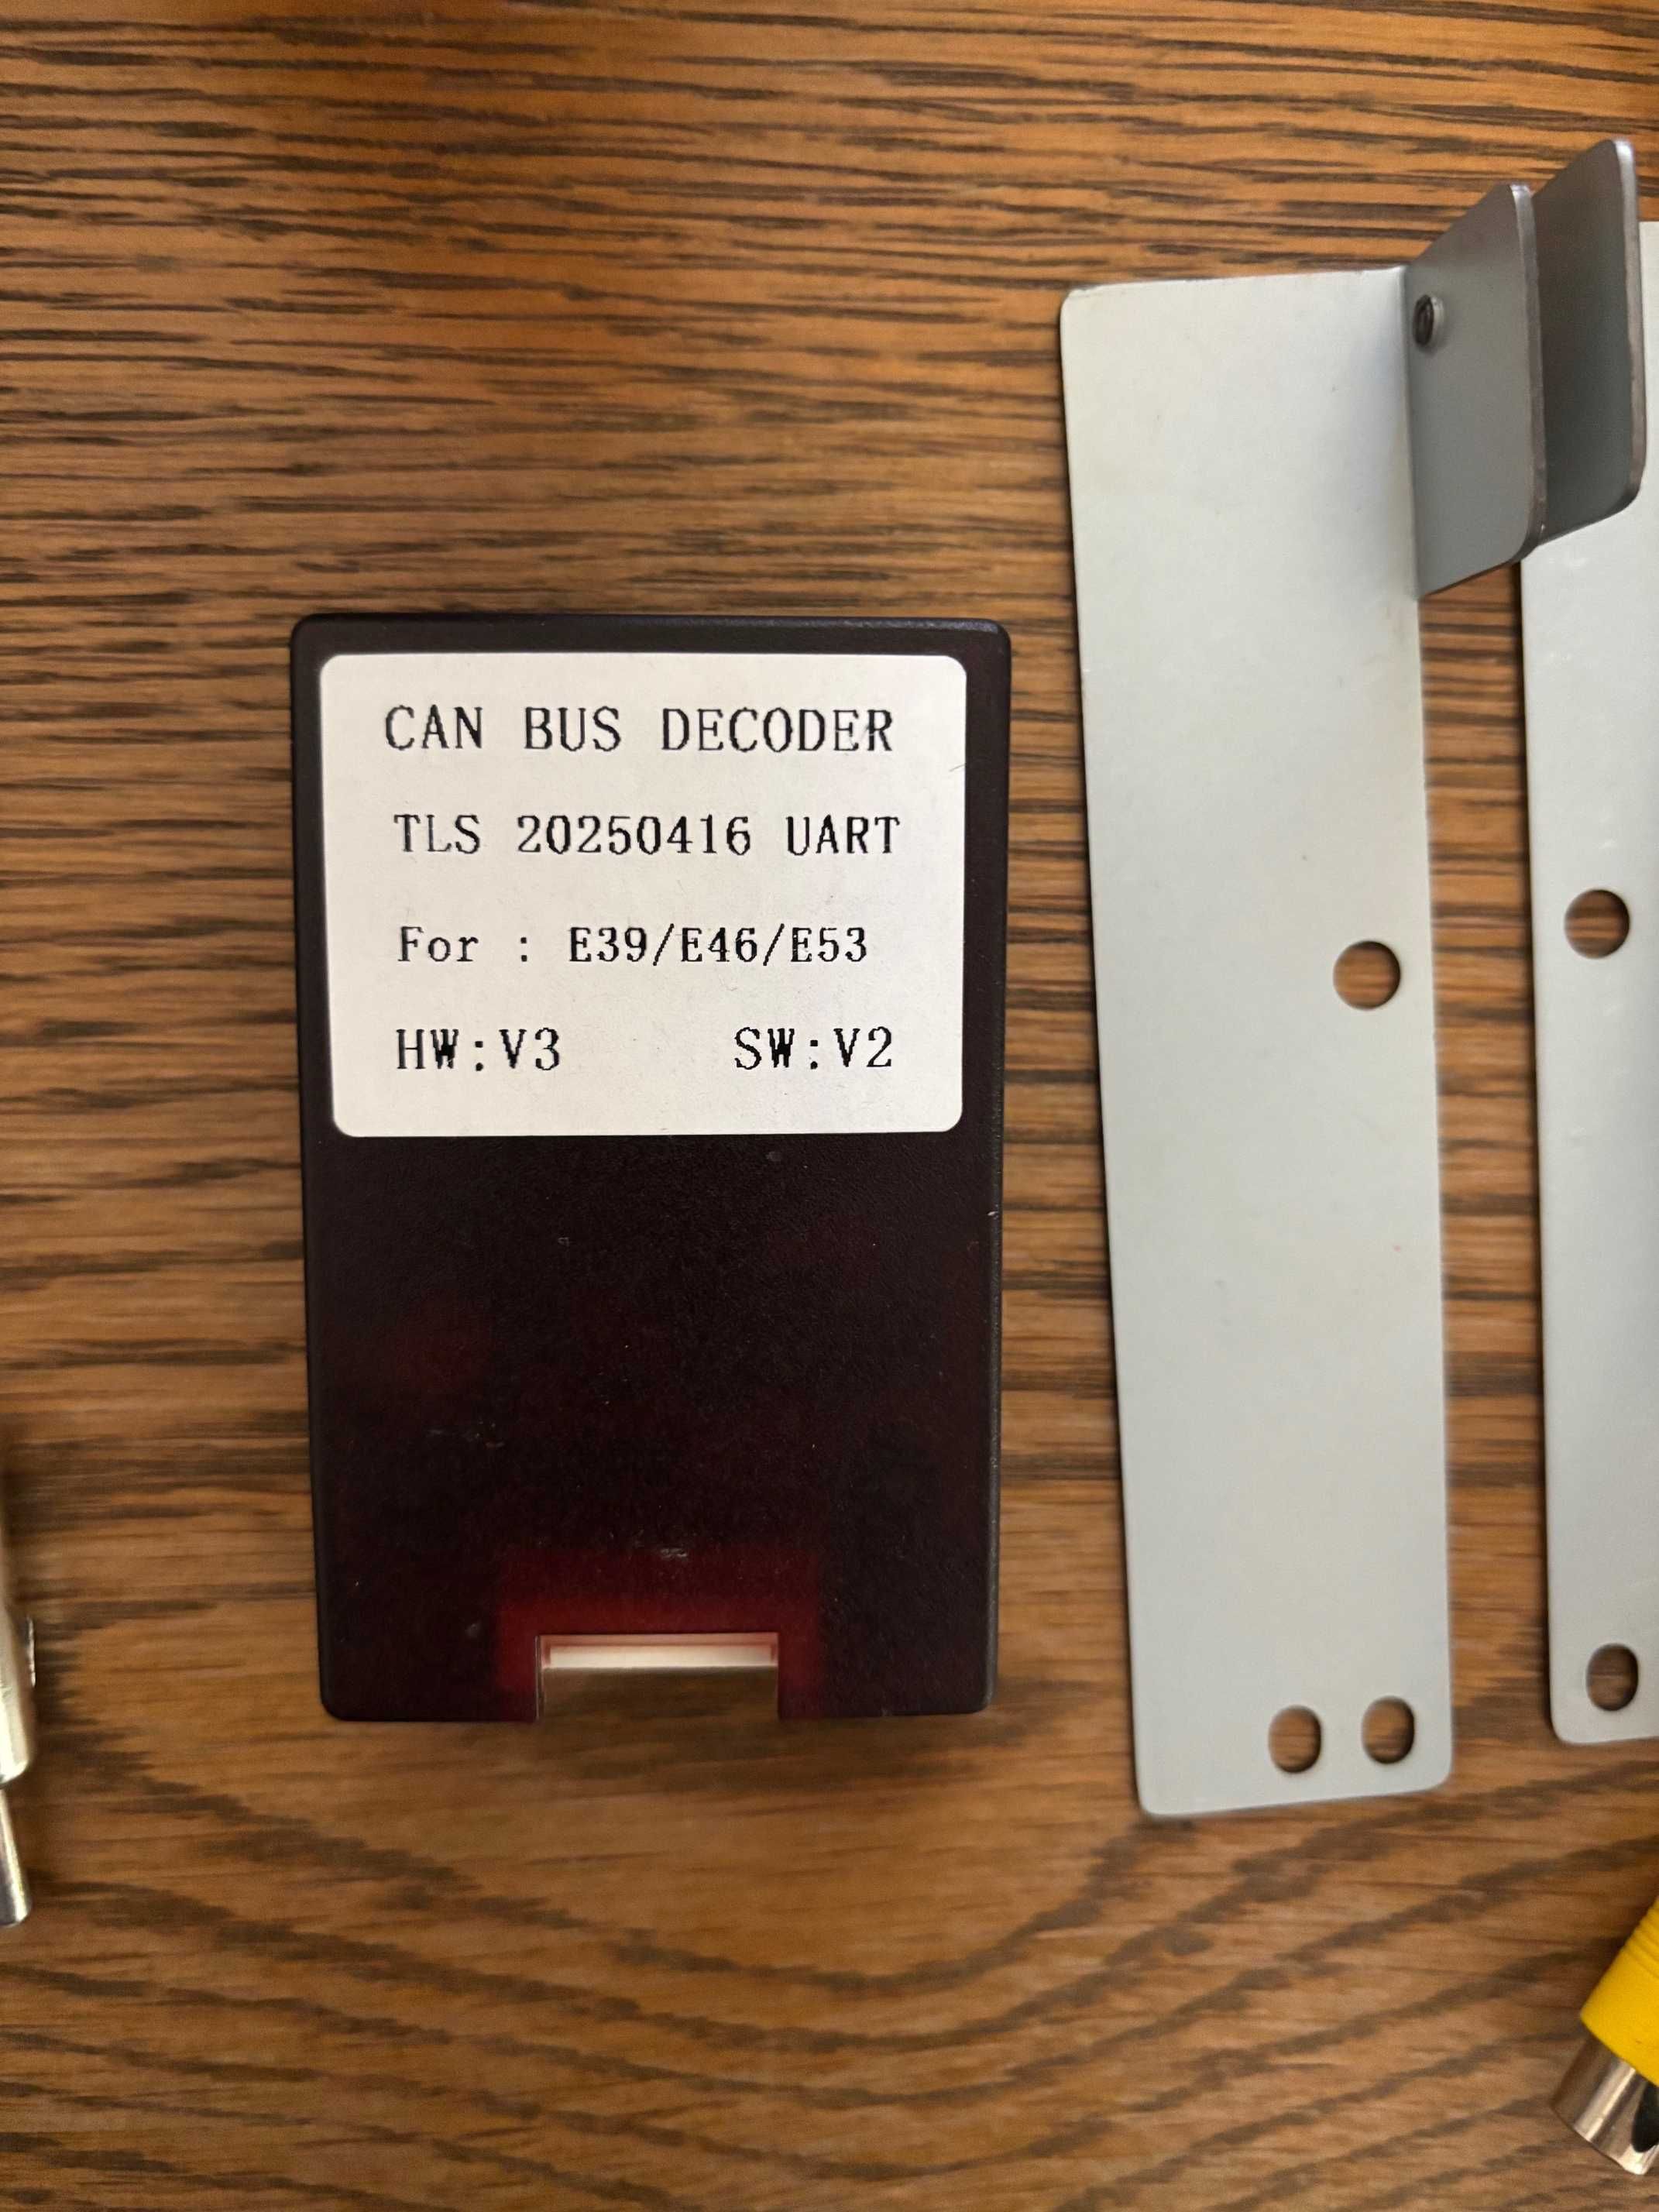 CAN BUS DECODER
TLS 20250416 UART
For : E39/E46/E53
HW:V3 SW:V2